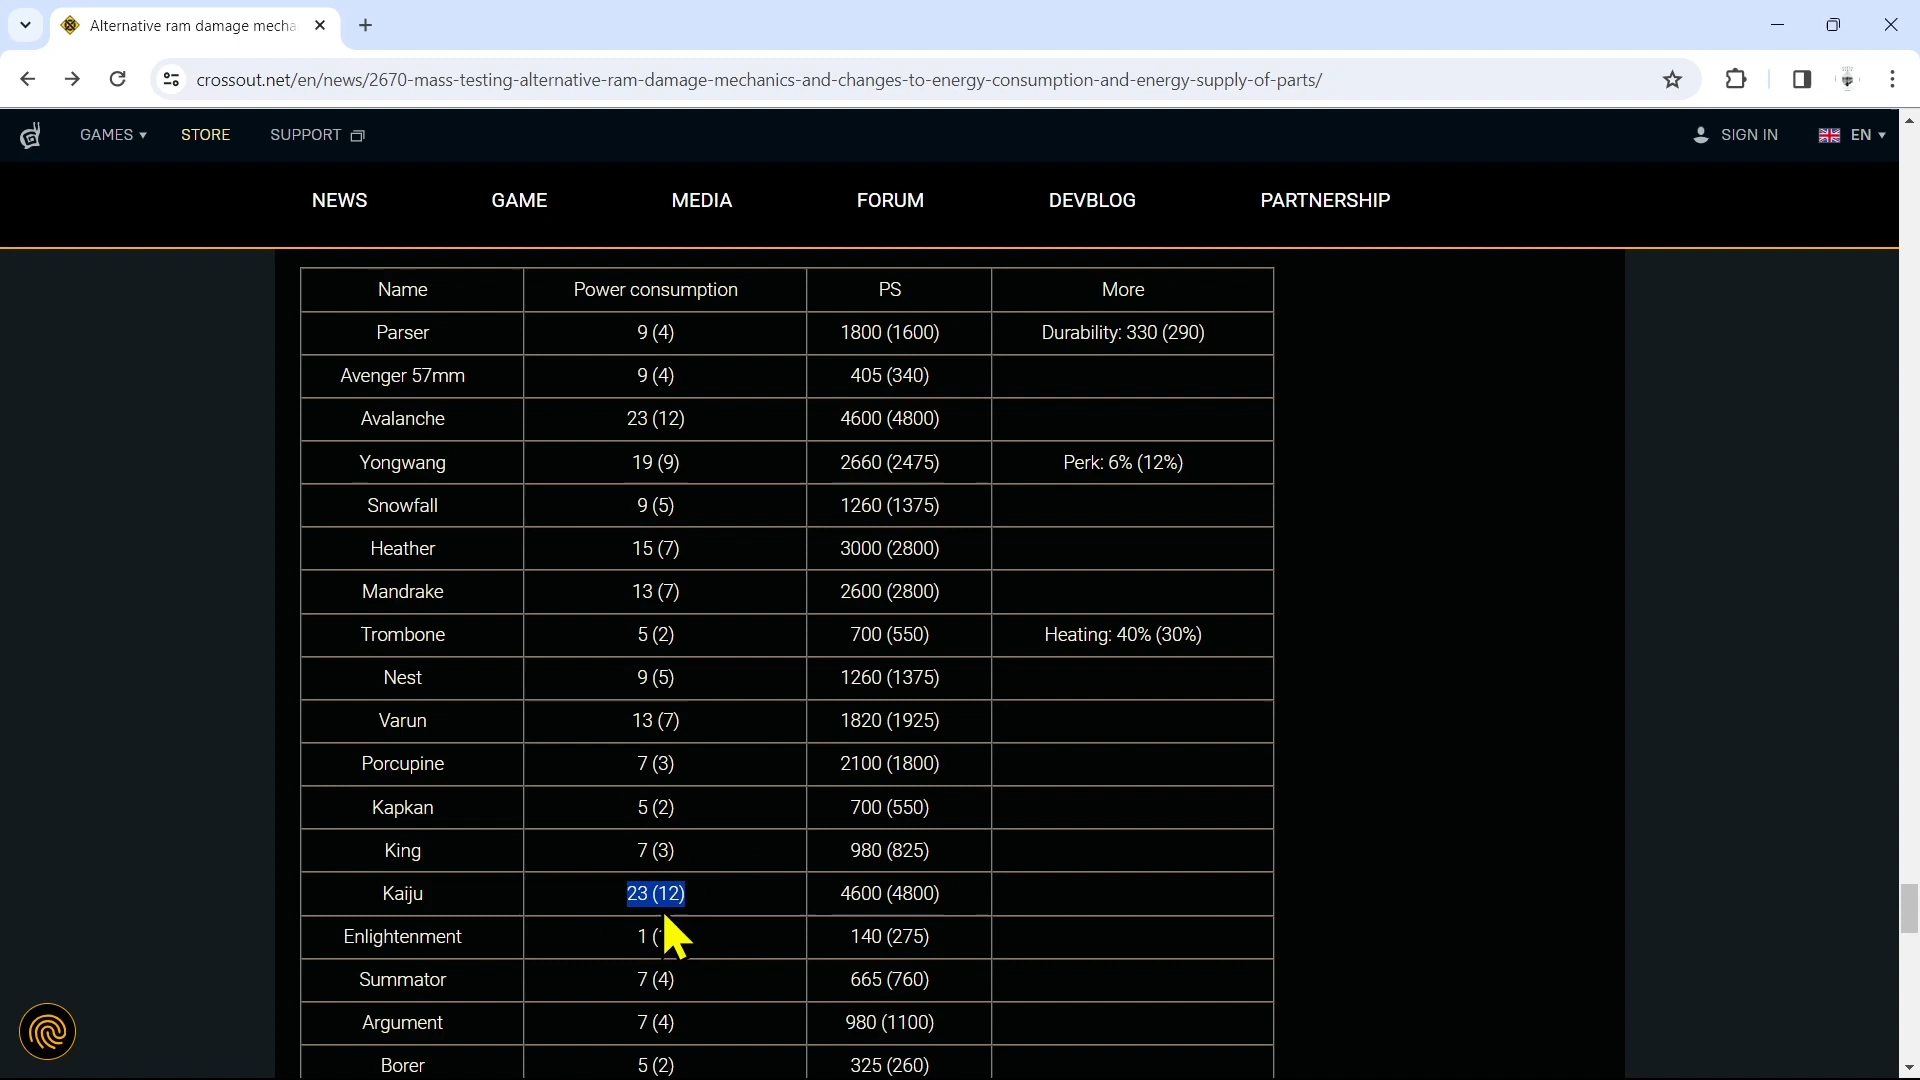 Alternative ram damage mecha
crossout.net/en/news/2670-mass-testing-alternative-ram-damage-mechanics-and-changes-to-energy-consumption-and-energy-supply-of-parts/
GAMES STORE SUPPORT SIGN IN EN
NEWS GAME MEDIA FORUM DEVBLOG PARTNERSHIP
Name Power consumption PS More
Parser 9 (4) 1800 (1600) Durability: 330 (290)
Avenger 57mm 9 (4) 405 (340)
Avalanche 23 (12) 4600 (4800)
Yongwang 19 (9) 2660 (2475) Perk: 6% (12%)
Snowfall 9 (5) 1260 (1375)
Heather 15 (7) 3000 (2800)
Mandrake 13 (7) 2600 (2800)
Trombone 5 (2) 700 (550) Heating: 40% (30%)
Nest 9 (5) 1260 (1375)
Varun 13 (7) 1820 (1925)
Porcupine 7 (3) 2100 (1800)
Kapkan 5 (2) 700 (550)
King 7 (3) 980 (825)
Kaiju 23 (12) 4600 (4800)
Enlightenment 1 ( 140 (275)
Summator 7 (4) 665 (760)
Argument 7 (4) 980 (1100)
Borer 5 (2) 325 (260)